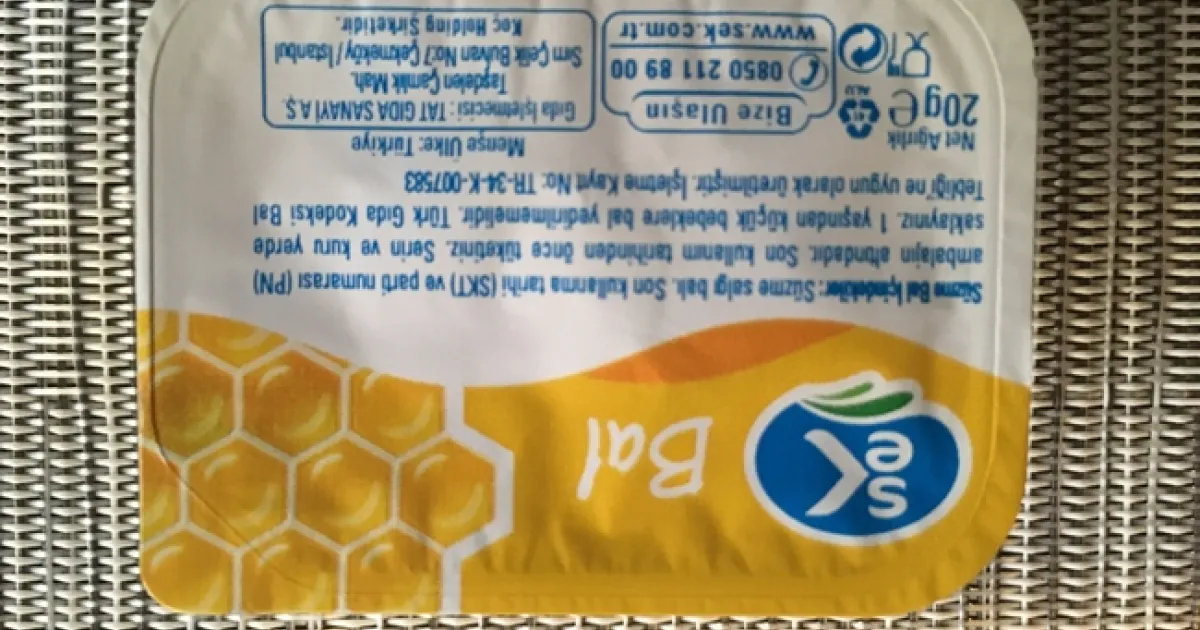 SeK
Bal
Süzme Bal İçindekiler: Süzme salgı balı. Son kullanma tarihi (SKT) ve parti numarası (PN)
ambalajın altındadır. Son kullanım tarihinden önce tüketiniz. Serin ve kuru yerde
saklayınız. 1 yaşından küçük bebeklere bal yedirilmemelidir. Türk Gıda Kodeksi Bal
Tebliği'ne uygun olarak üretilmiştir. İşletme Kayıt No: TR-34-K-007583
Menşe Ülke: Türkiye
Net Ağırlık
20g e
41
ALU
Bize Ulaşın
0850 211 89 00
www.sek.com.tr
Gıda İşletmecisi: TAT GIDA SANAYİ A.Ş.
Taşdelen Çamlık Mah.
Sırrı Çelik Bulvarı No:7 / Çekmeköy / İstanbul
Koç Holding Şirketidir.